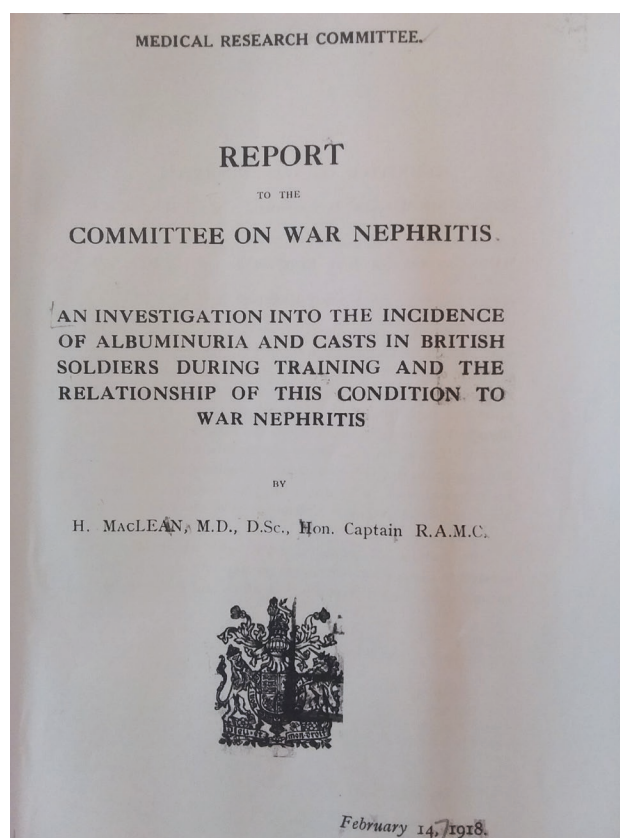 MEDICAL RESEARCH COMMITTEE.
REPORT
TO THE
COMMITTEE ON WAR NEPHRITIS.
AN INVESTIGATION INTO THE INCIDENCE
OF ALBUMINURIA AND CASTS IN BRITISH
SOLDIERS DURING TRAINING AND THE
RELATIONSHIP OF THIS CONDITION TO
WAR NEPHRITIS
BY
H. MACLEAN, M.D., D.Sc., Hon. Captain R.A.M.C.
February 14, 1918.